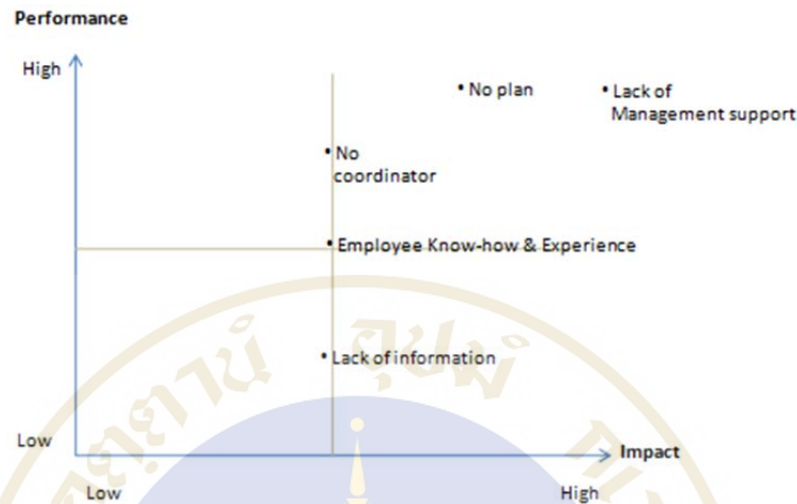 Performance
High
• No plan
• Lack of
Management support
• No
coordinator
• Employee Know-how & Experience
• Lack of information
Low
Impact
Low
High